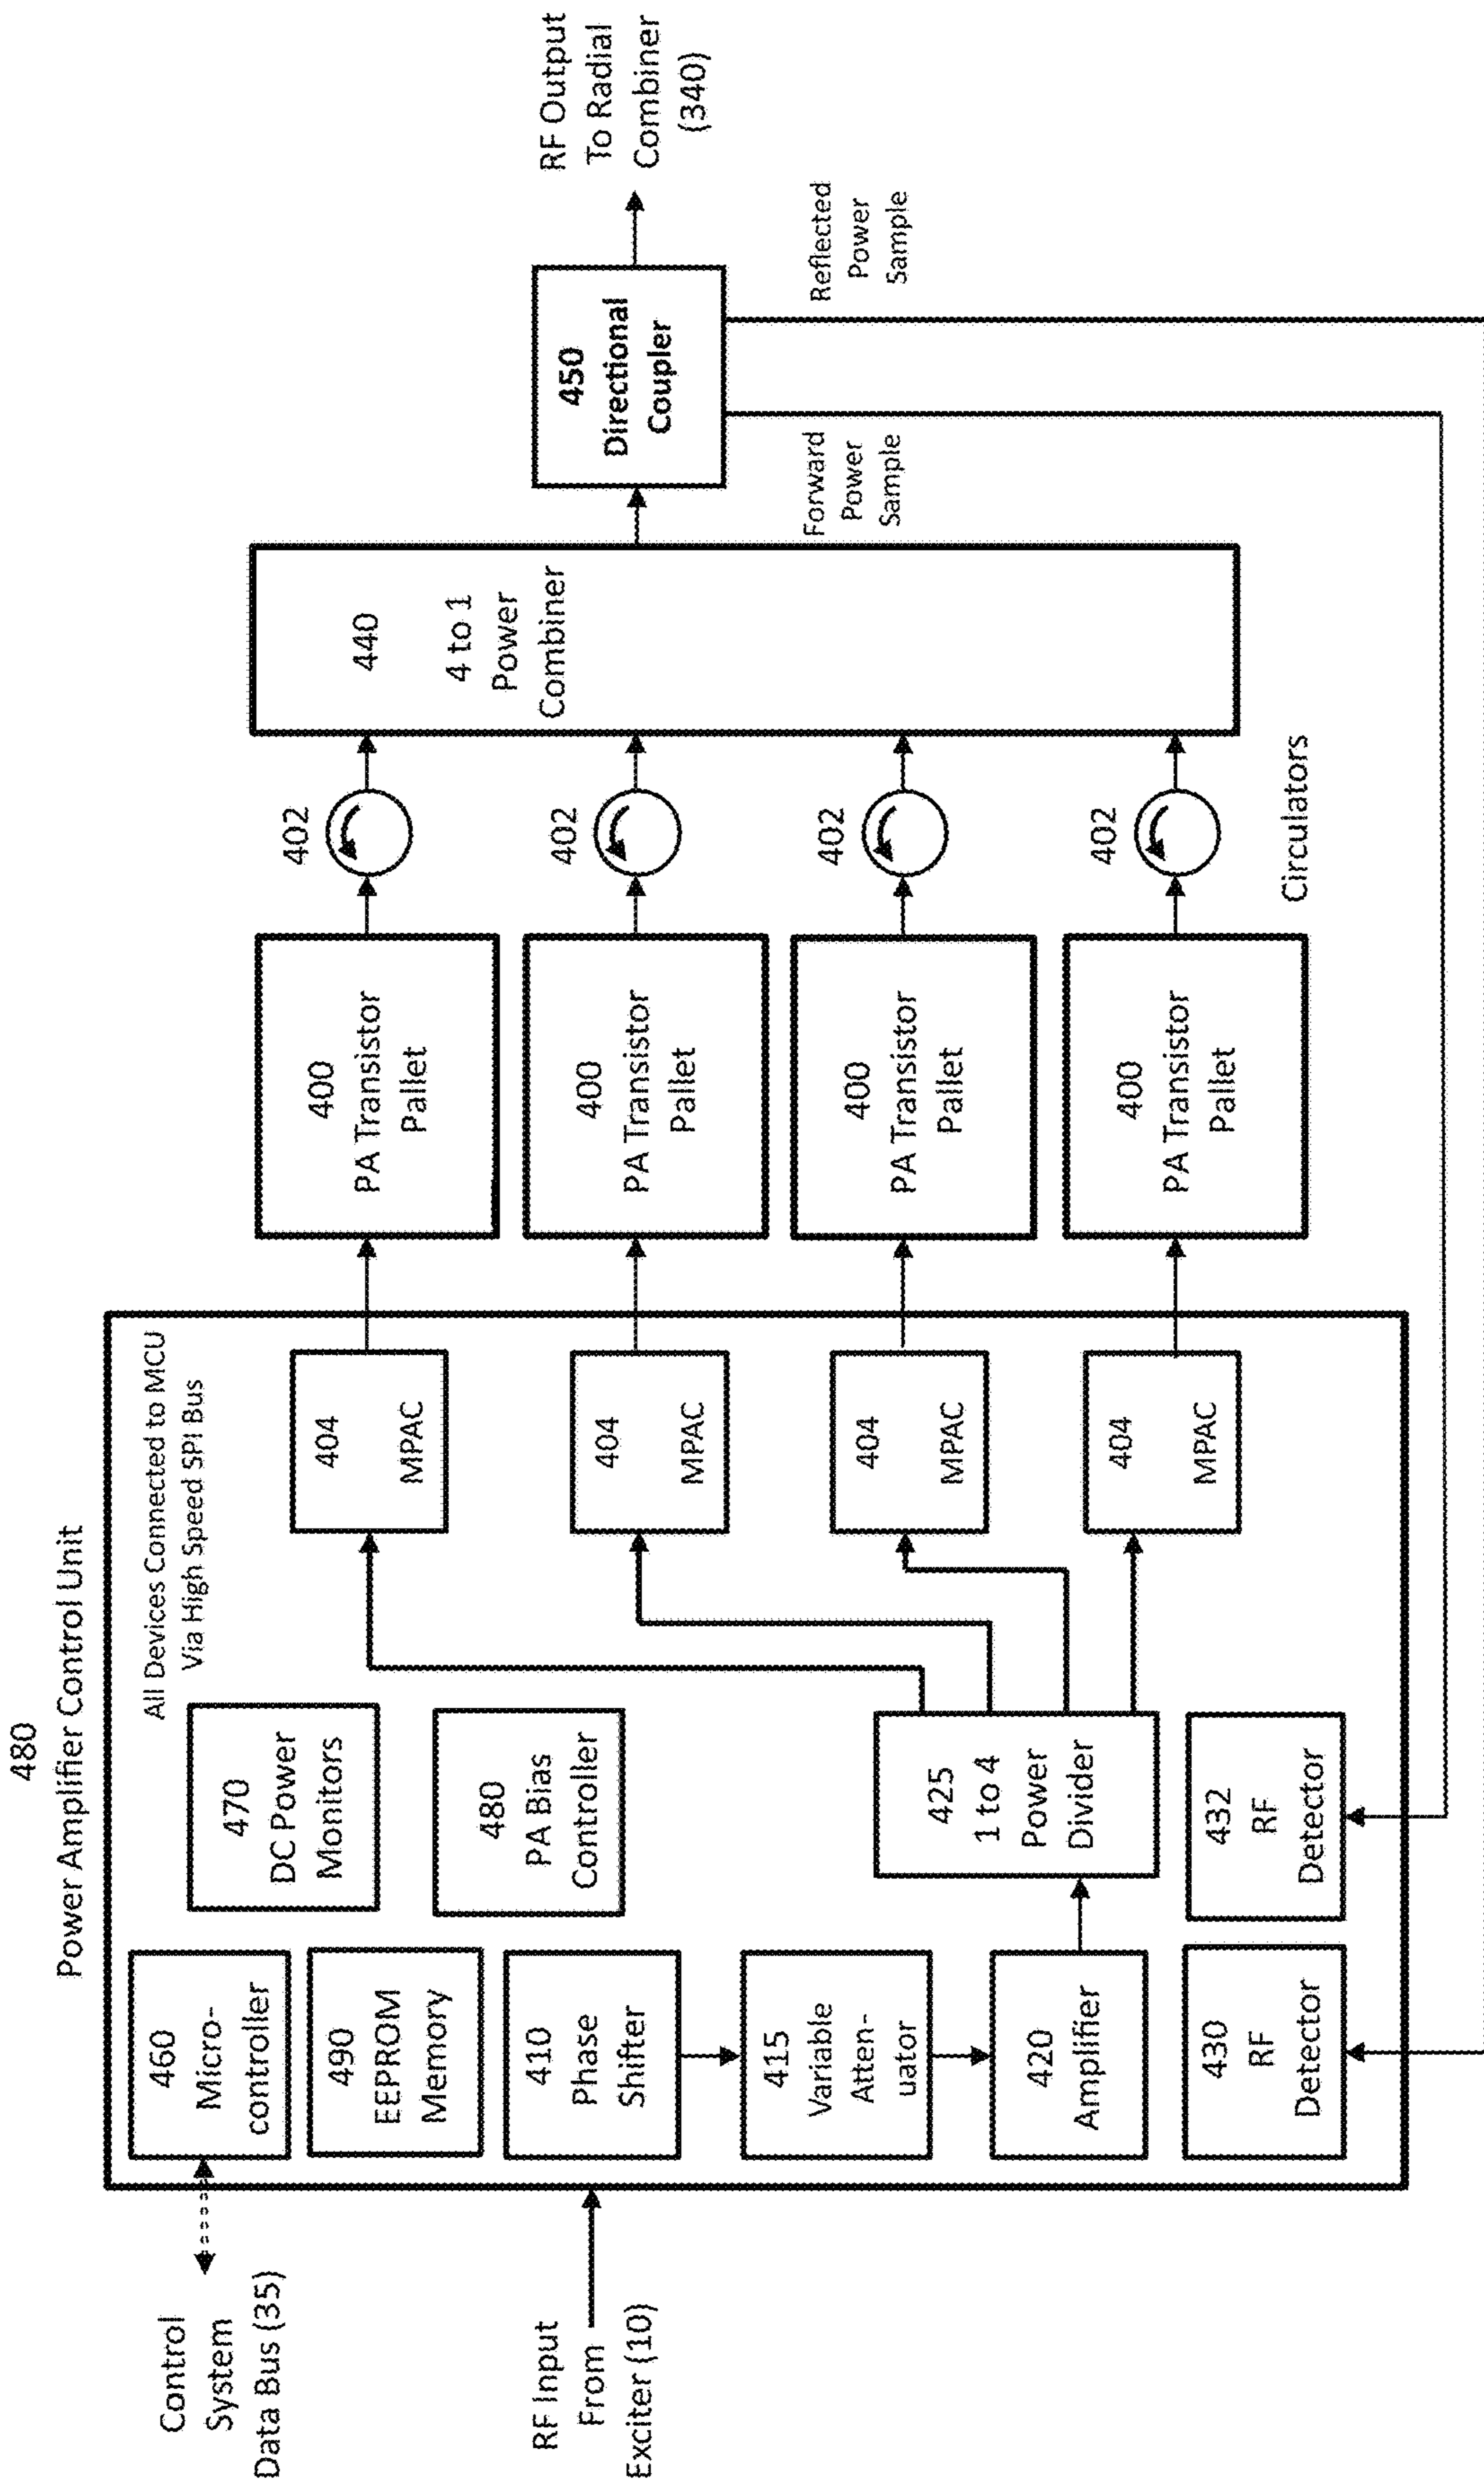 480
Power Amplifier Control Unit
Control
System
Data Bus (35)
RF Input
From
Exciter (10)
460
Micro-
controller
490
EEPROM
Memory
410
Phase
Shifter
415
Variable
Atten-
uator
420
Amplifier
430
RF
Detector
470
DC Power
Monitors
480
PA Bias
Controller
425
1 to 4
Power
Divider
432
RF
Detector
All Devices Connected to MCU
Via High Speed SPI Bus
404
MPAC
404
MPAC
404
MPAC
404
MPAC
400
PA Transistor
Pallet
400
PA Transistor
Pallet
400
PA Transistor
Pallet
400
PA Transistor
Pallet
402
402
402
402
Circulators
440
4 to 1
Power
Combiner
450
Directional
Coupler
Forward
Power
Sample
Reflected
Power
Sample
RF Output
To Radial
Combiner
(340)